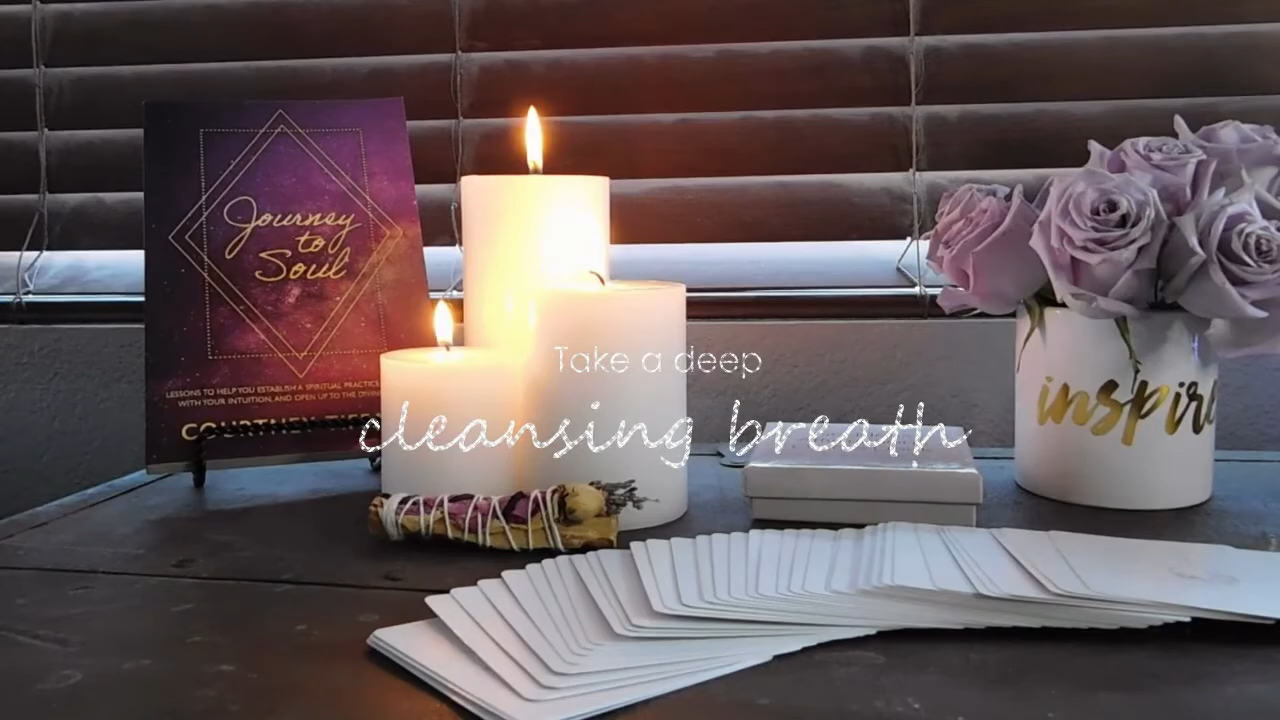 Journey
to
Soul
LESSONS TO HELP YOU ESTABLISH A SPIRITUAL PRACTICE,
WITH YOUR INTUITION, AND OPEN UP TO THE DIVINE
COURTNEY
Take a deep
cleansing breath
inspire